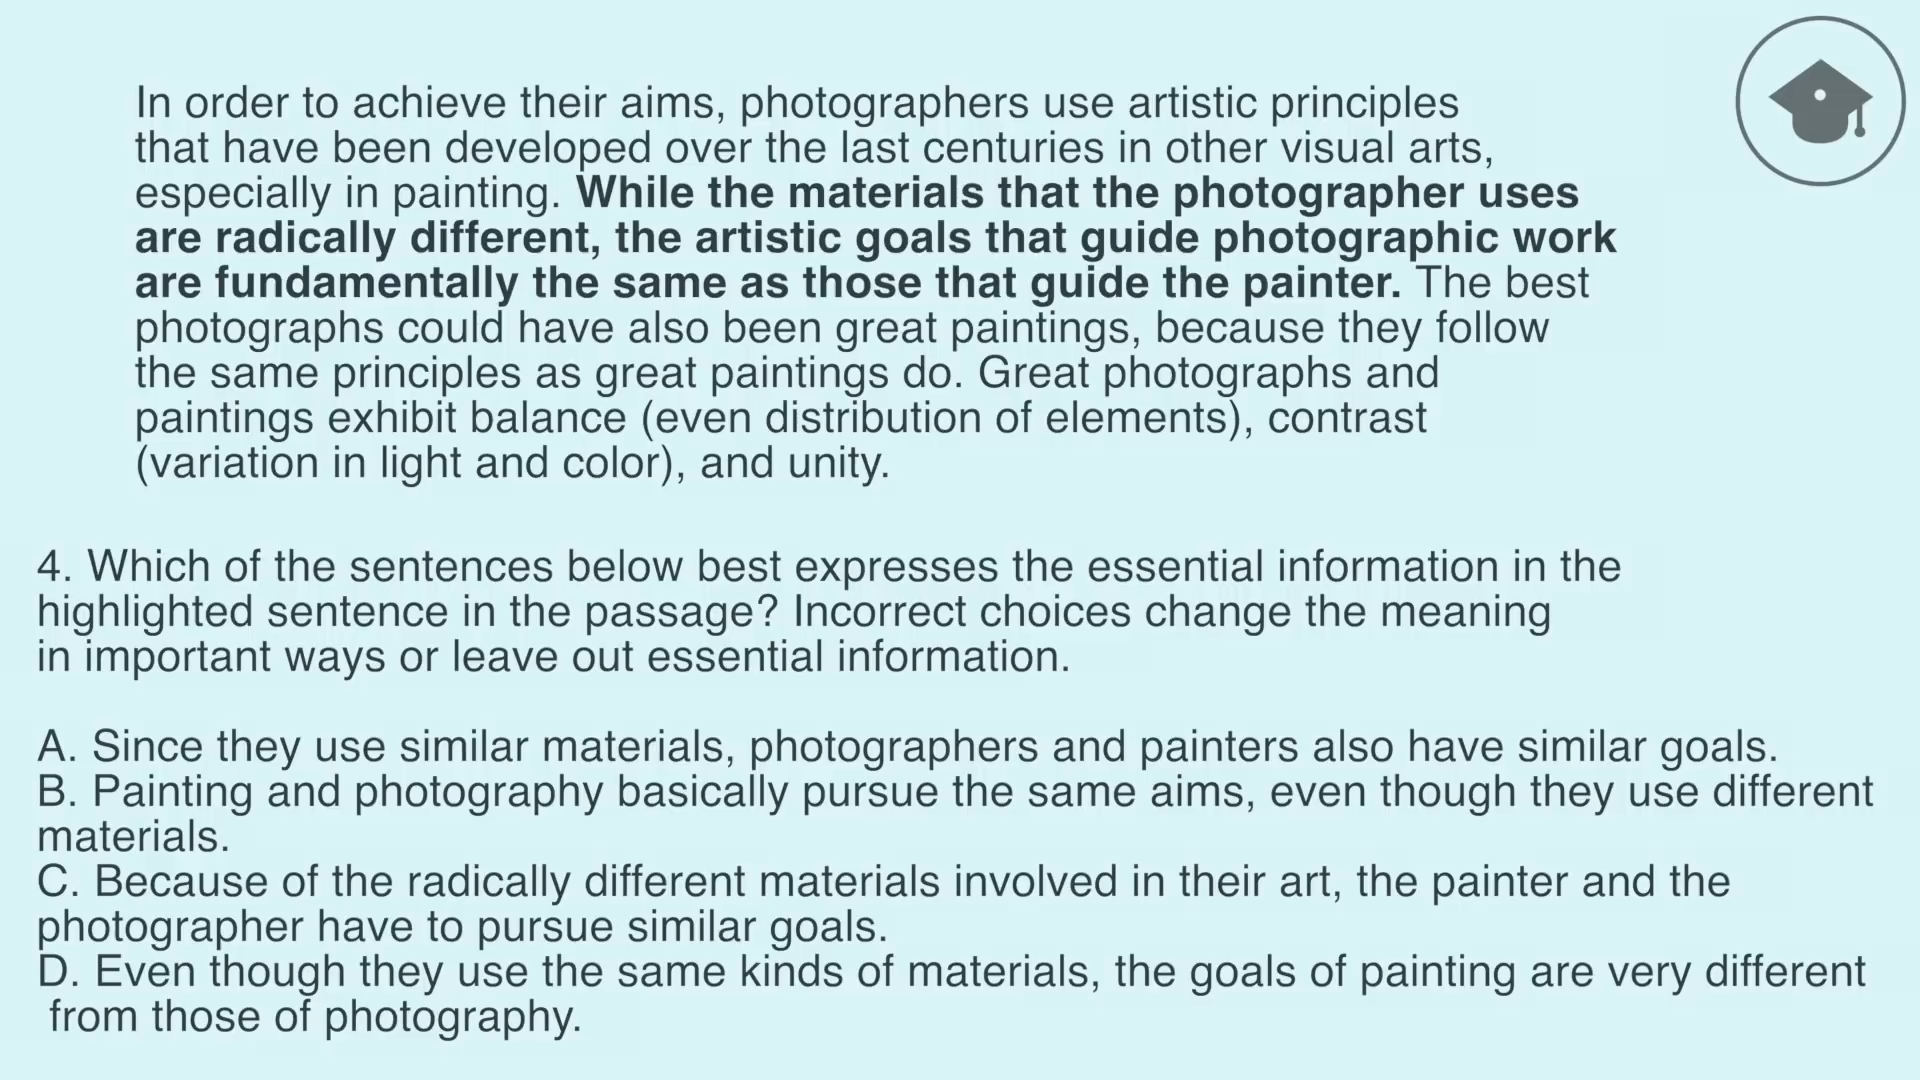 In order to achieve their aims, photographers use artistic principles
that have been developed over the last centuries in other visual arts,
especially in painting. While the materials that the photographer uses
are radically different, the artistic goals that guide photographic work
are fundamentally the same as those that guide the painter. The best
photographs could have also been great paintings, because they follow
the same principles as great paintings do. Great photographs and
paintings exhibit balance (even distribution of elements), contrast
(variation in light and color), and unity.
4. Which of the sentences below best expresses the essential information in the
highlighted sentence in the passage? Incorrect choices change the meaning
in important ways or leave out essential information.
A. Since they use similar materials, photographers and painters also have similar goals.
B. Painting and photography basically pursue the same aims, even though they use different
materials.
C. Because of the radically different materials involved in their art, the painter and the
photographer have to pursue similar goals.
D. Even though they use the same kinds of materials, the goals of painting are very different
from those of photography.